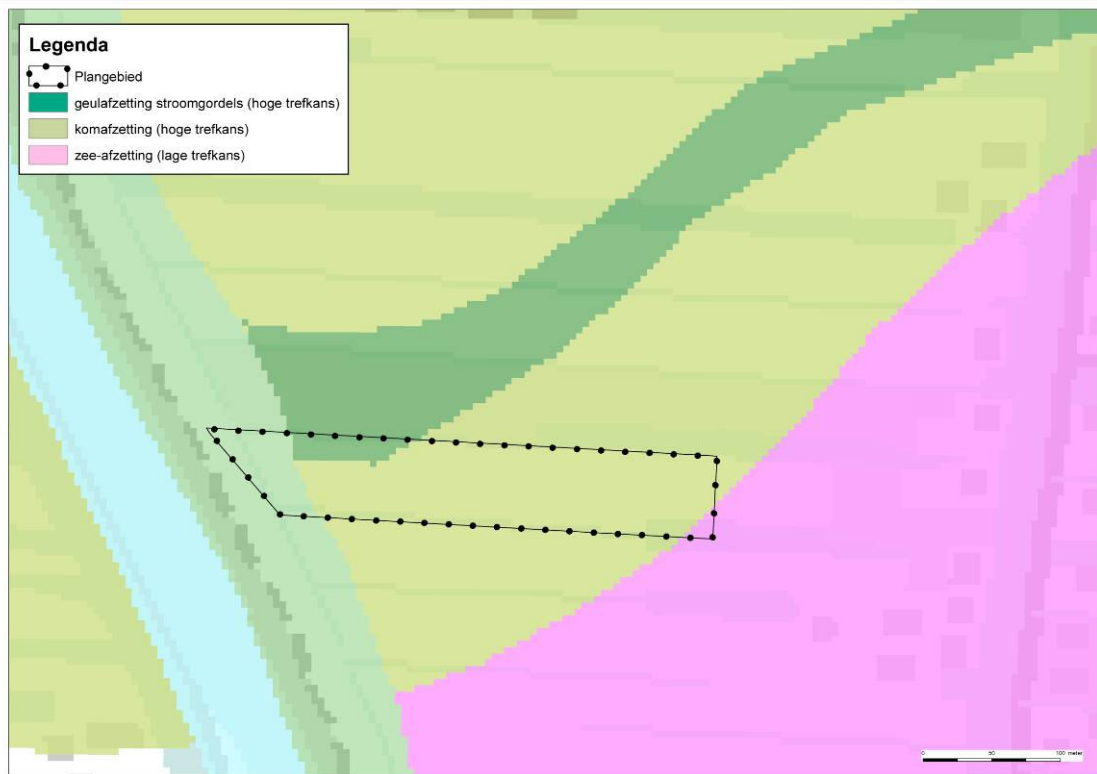 Legenda
Plangebied
geulafzetting stroomgordels (hoge trefkans)
komafzetting (hoge trefkans)
zee-afzetting (lage trefkans)
0 50 100 meter